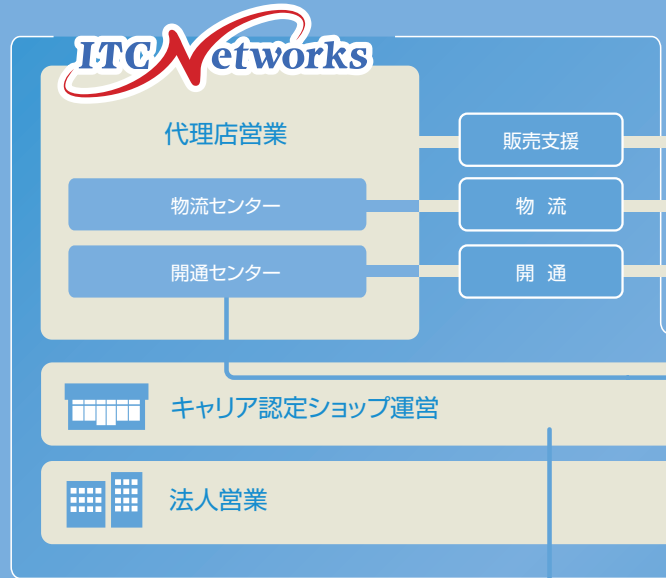 ITC Networks
代理店営業
販売支援
物流センター
物 流
開通センター
開 通
キャリア認定ショップ運営
法人営業